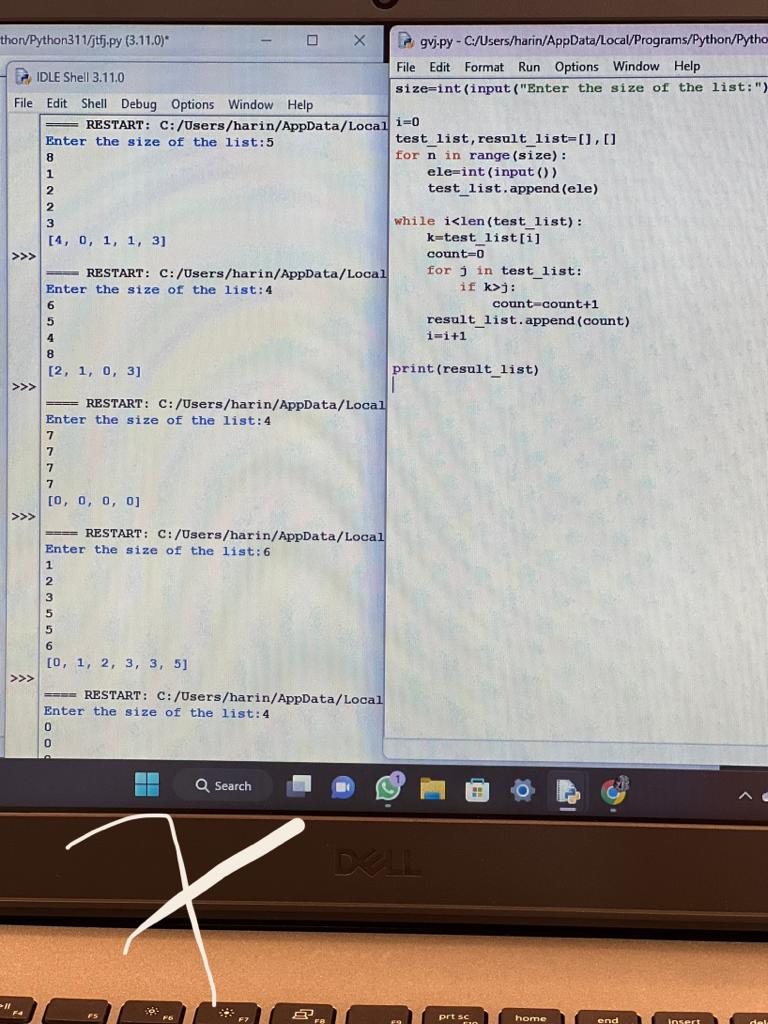 thon/Python311/jtfj.py (3.11.0)*
IDLE Shell 3.11.0
File Edit Shell Debug Options Window Help
==== RESTART: C:/Users/harin/AppData/Local
Enter the size of the list:5
8
1
2
2
3
[4, 0, 1, 1, 3]
>>>
==== RESTART: C:/Users/harin/AppData/Local
Enter the size of the list:4
6
5
4
8
[2, 1, 0, 3]
>>>
==== RESTART: C:/Users/harin/AppData/Local
Enter the size of the list:4
7
7
7
7
[0, 0, 0, 0]
>>>
==== RESTART: C:/Users/harin/AppData/Local
Enter the size of the list:6
1
2
3
5
5
6
[0, 1, 2, 3, 3, 5]
>>>
==== RESTART: C:/Users/harin/AppData/Local
Enter the size of the list:4
0
0
gvj.py - C:/Users/harin/AppData/Local/Programs/Python/Pytho
File Edit Format Run Options Window Help
size=int(input("Enter the size of the list:")
i=0
test_list,result_list=[],[]
for n in range(size):
    ele=int(input())
    test_list.append(ele)
while i<len(test_list):
    k=test_list[i]
    count=0
    for j in test_list:
        if k>j:
            count=count+1
    result_list.append(count)
    i=i+1
print(result_list)
Search
1
DELL
F4 F5 F6 F7 F8 F9 prt sc F10 home end insert del